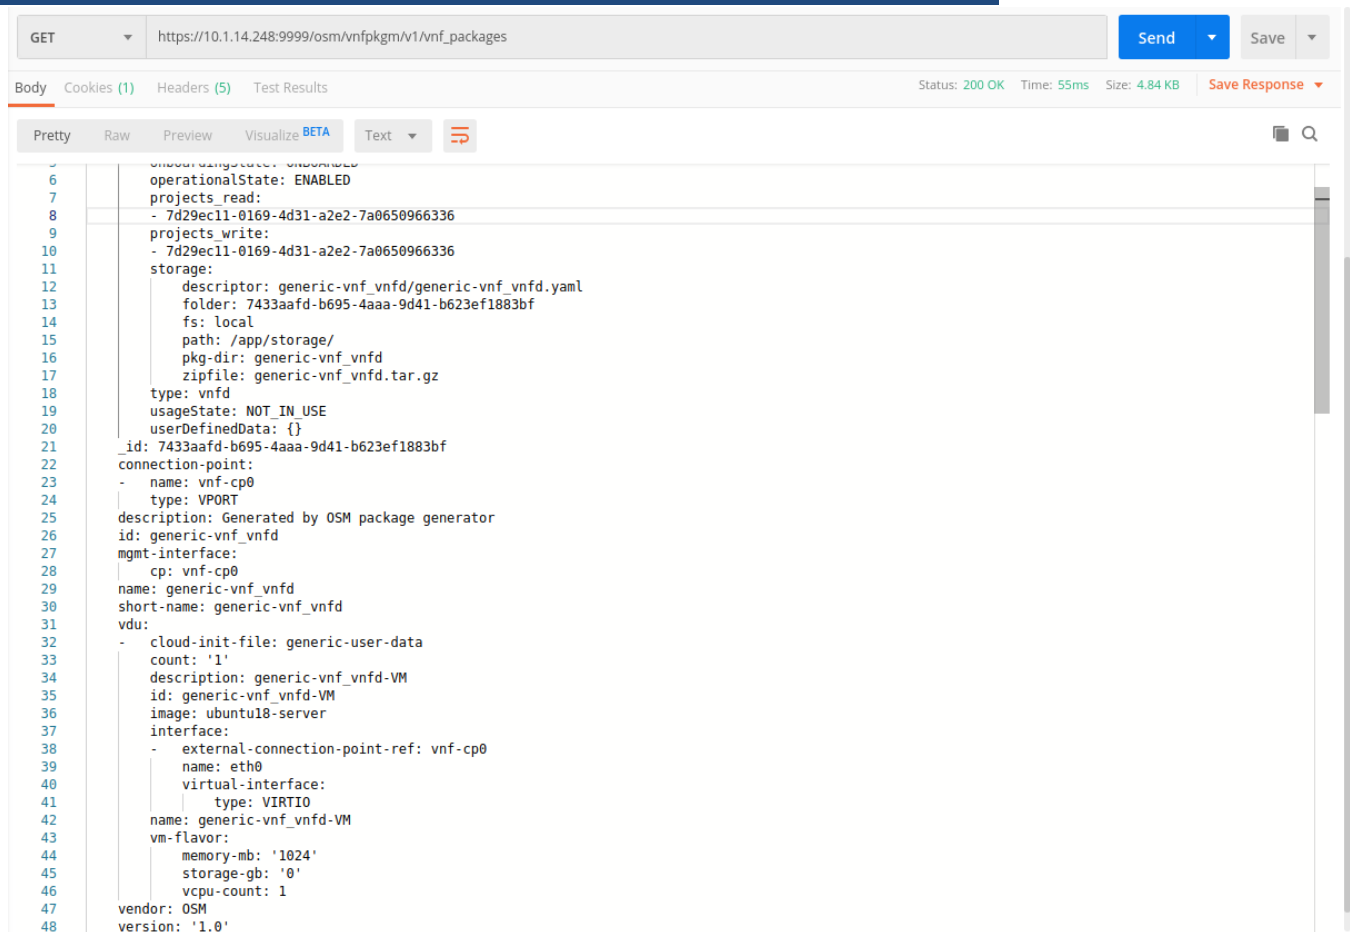 GET https://10.1.14.248:9999/osm/vnfpkgm/v1/vnf_packages Send Save
Body Cookies (1) Headers (5) Test Results Status: 200 OK Time: 55ms Size: 4.84 KB Save Response
Pretty Raw Preview Visualize BETA Text
5 onboardingState: ONBOARDED
6 operationalState: ENABLED
7 projects_read:
8 - 7d29ec11-0169-4d31-a2e2-7a0650966336
9 projects_write:
10 - 7d29ec11-0169-4d31-a2e2-7a0650966336
11 storage:
12 descriptor: generic-vnf_vnfd/generic-vnf_vnfd.yaml
13 folder: 7433aafd-b695-4aaa-9d41-b623ef1883bf
14 fs: local
15 path: /app/storage/
16 pkg-dir: generic-vnf_vnfd
17 zipfile: generic-vnf_vnfd.tar.gz
18 type: vnfd
19 usageState: NOT_IN_USE
20 userDefinedData: {}
21 _id: 7433aafd-b695-4aaa-9d41-b623ef1883bf
22 connection-point:
23 - name: vnf-cp0
24 type: VPORT
25 description: Generated by OSM package generator
26 id: generic-vnf_vnfd
27 mgmt-interface:
28 cp: vnf-cp0
29 name: generic-vnf_vnfd
30 short-name: generic-vnf_vnfd
31 vdu:
32 - cloud-init-file: generic-user-data
33 count: '1'
34 description: generic-vnf_vnfd-VM
35 id: generic-vnf_vnfd-VM
36 image: ubuntu18-server
37 interface:
38 - external-connection-point-ref: vnf-cp0
39 name: eth0
40 virtual-interface:
41 type: VIRTIO
42 name: generic-vnf_vnfd-VM
43 vm-flavor:
44 memory-mb: '1024'
45 storage-gb: '0'
46 vcpu-count: 1
47 vendor: OSM
48 version: '1.0'